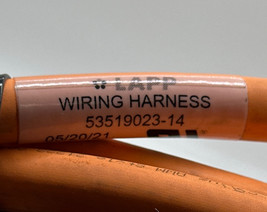 LAPP
WIRING HARNESS
53519023-14
05/20/21